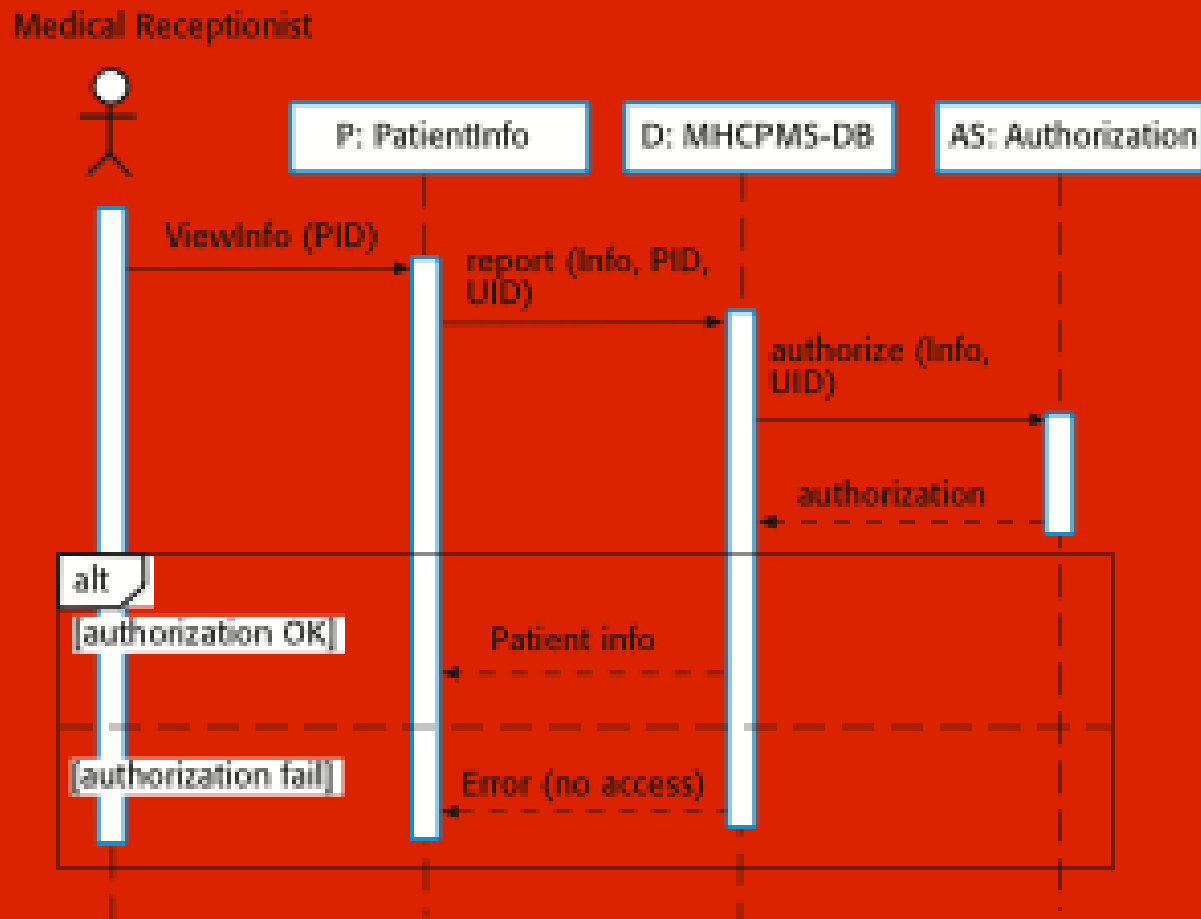 Medical Receptionist
P: PatientInfo
D: MHCPMS-DB
AS: Authorization
ViewInfo (PID)
report (Info, PID,
UID)
authorize (Info,
UID)
authorization
alt
[authorization OK]
Patient info
[authorization fail]
Error (no access)